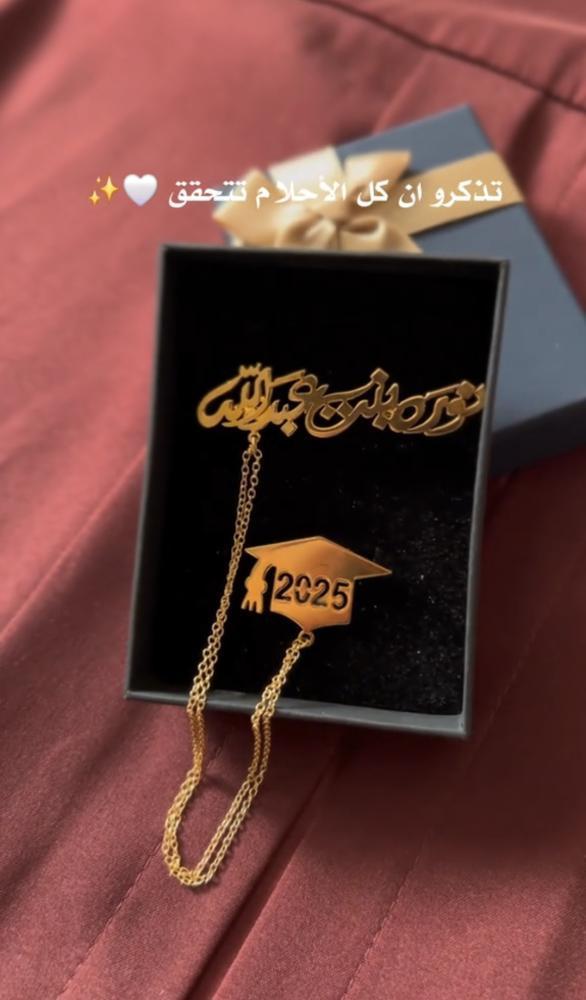 تذكرو ان كل الأحلام تتحقق 🤍✨
نوره بنت عبدالله
2025